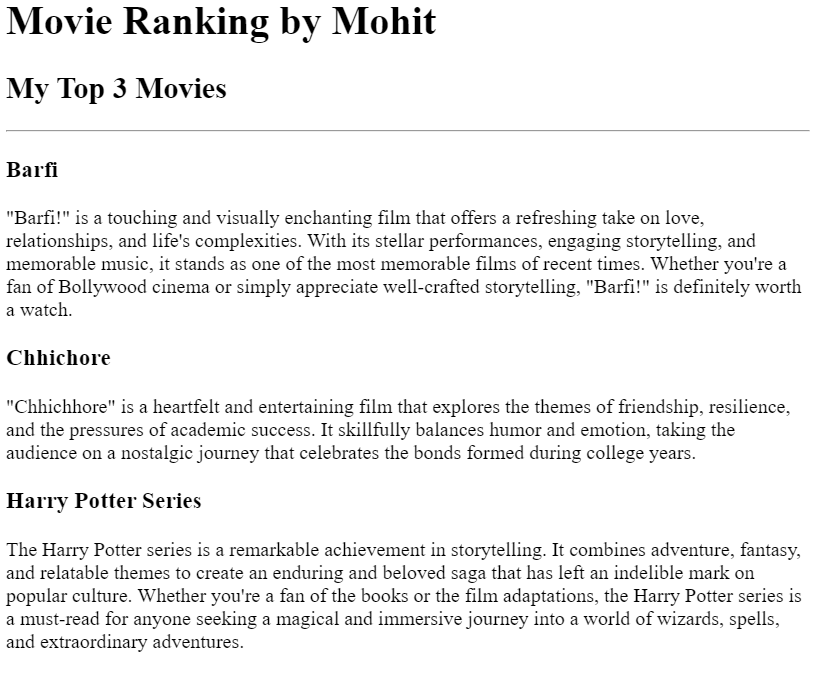 Movie Ranking by Mohit
My Top 3 Movies
Barfi
"Barfi!" is a touching and visually enchanting film that offers a refreshing take on love,
relationships, and life's complexities. With its stellar performances, engaging storytelling, and
memorable music, it stands as one of the most memorable films of recent times. Whether you're a
fan of Bollywood cinema or simply appreciate well-crafted storytelling, "Barfi!" is definitely worth
a watch.
Chhichore
"Chhichhore" is a heartfelt and entertaining film that explores the themes of friendship, resilience,
and the pressures of academic success. It skillfully balances humor and emotion, taking the
audience on a nostalgic journey that celebrates the bonds formed during college years.
Harry Potter Series
The Harry Potter series is a remarkable achievement in storytelling. It combines adventure, fantasy,
and relatable themes to create an enduring and beloved saga that has left an indelible mark on
popular culture. Whether you're a fan of the books or the film adaptations, the Harry Potter series is
a must-read for anyone seeking a magical and immersive journey into a world of wizards, spells,
and extraordinary adventures.